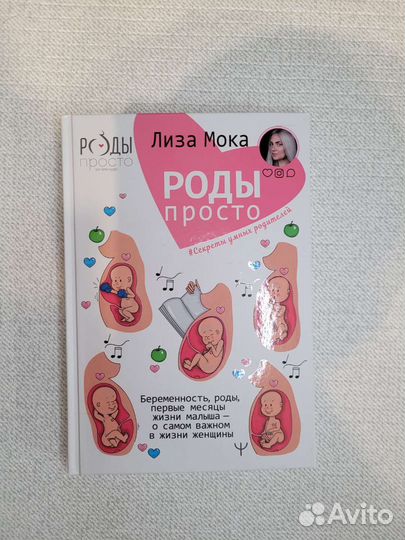 РОДЫ
просто
Лиза Мока
РОДЫ
просто
#Секреты умных родителей
Беременность, роды,
первые месяцы
жизни малыша —
о самом важном
в жизни женщины
Avito